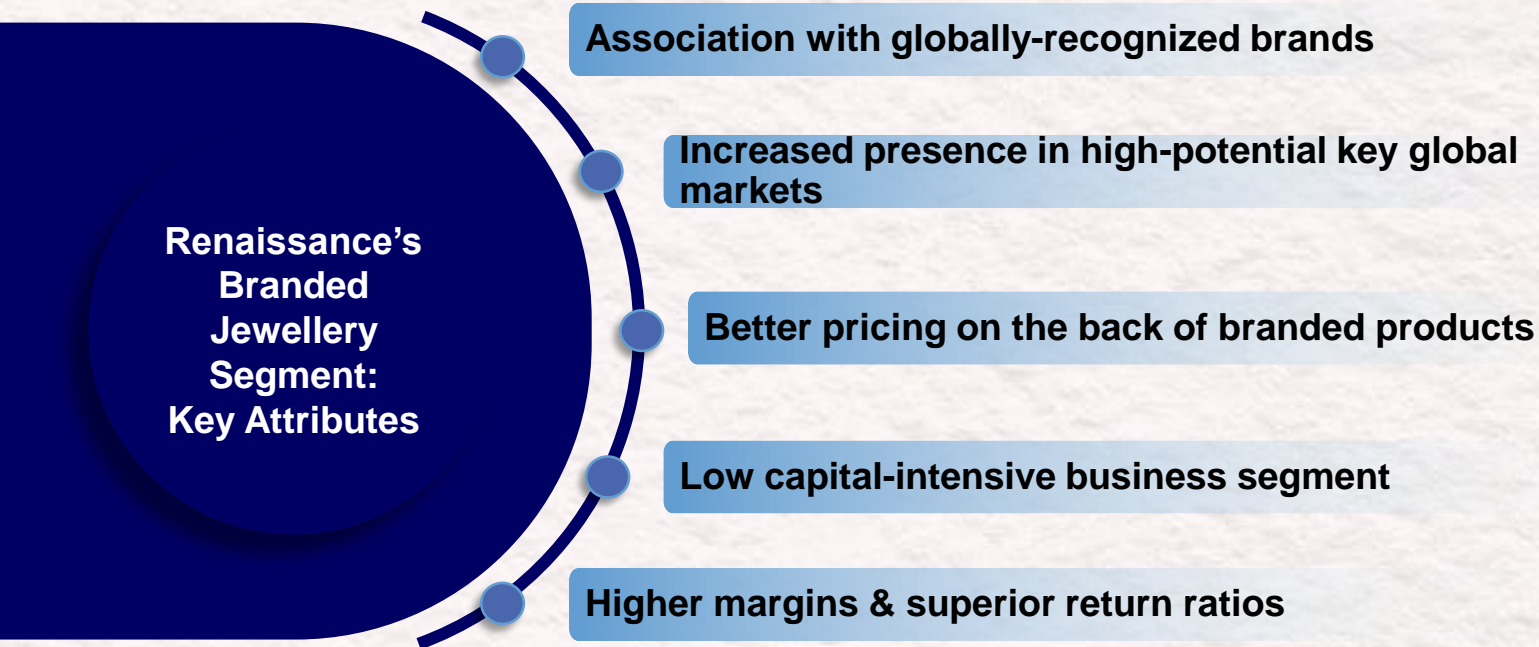 Renaissance’s
Branded
Jewellery
Segment:
Key Attributes
Association with globally-recognized brands
Increased presence in high-potential key global
markets
Better pricing on the back of branded products
Low capital-intensive business segment
Higher margins & superior return ratios